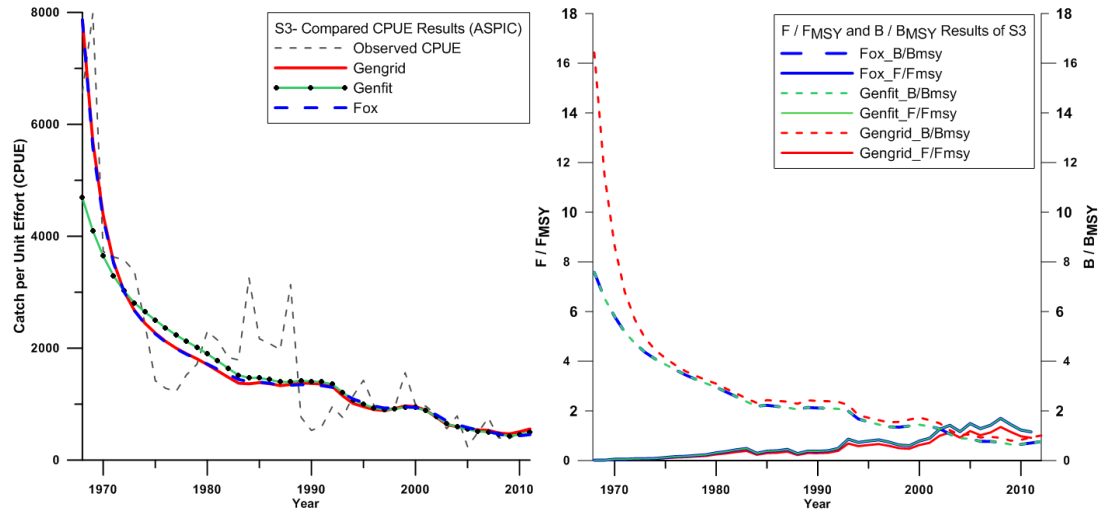 S3- Compared CPUE Results (ASPIC)
Observed CPUE
Gengrid
Genfit
Fox
8000
6000
4000
2000
0
Catch per Unit Effort (CPUE)
1970
1980
1990
2000
2010
Year
F / FMSY and B / BMSY Results of S3
Fox_B/Bmsy
Fox_F/Fmsy
Genfit_B/Bmsy
Genfit_F/Fmsy
Gengrid_B/Bmsy
Gengrid_F/Fmsy
18
16
14
12
10
8
6
4
2
0
F / FMSY
18
16
14
12
10
8
6
4
2
0
B / BMSY
1970
1980
1990
2000
2010
Year